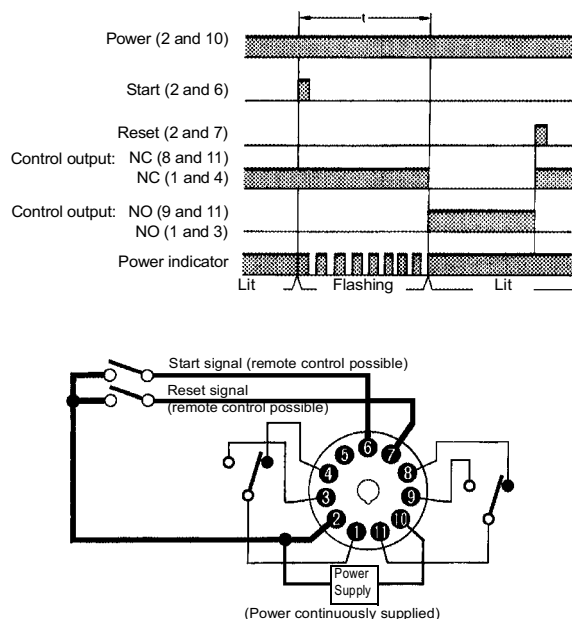 t
Power (2 and 10)
Start (2 and 6)
Reset (2 and 7)
Control output: NC (8 and 11)
NC (1 and 4)
Control output: NO (9 and 11)
NO (1 and 3)
Power indicator
Lit Flashing Lit
Start signal (remote control possible)
Reset signal
(remote control possible)
6
5 7
4 8
3 9
2 10
1 11
Power
Supply
(Power continuously supplied)